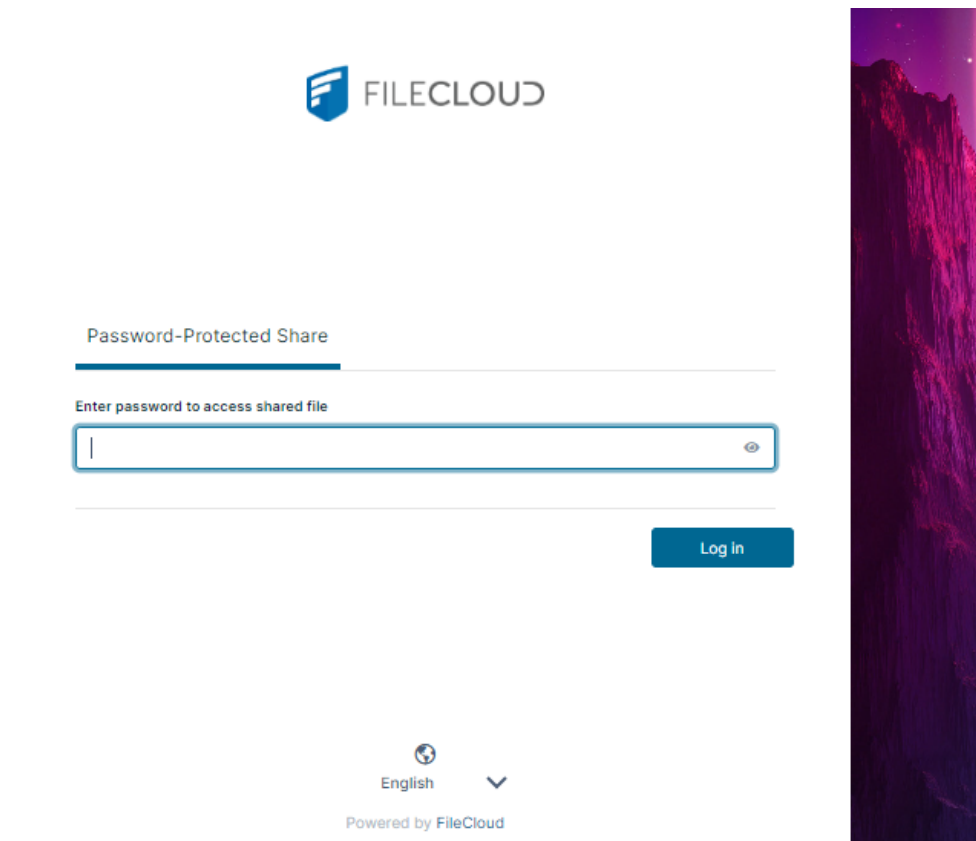 FILECLOUD
Password-Protected Share
Enter password to access shared file
Log in
English
Powered by FileCloud